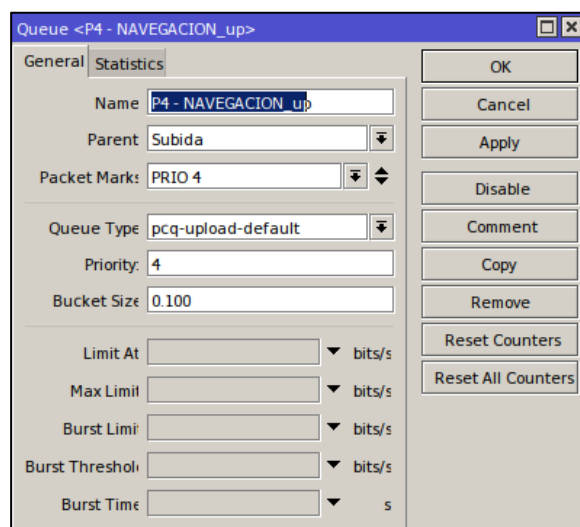 Queue <P4 - NAVEGACION_up>
General Statistics
Name P4 - NAVEGACION_up
Parent Subida
Packet Marks PRIO 4
Queue Type pcq-upload-default
Priority: 4
Bucket Size 0.100
Limit At bits/s
Max Limit bits/s
Burst Limit bits/s
Burst Threshold bits/s
Burst Time s
OK
Cancel
Apply
Disable
Comment
Copy
Remove
Reset Counters
Reset All Counters